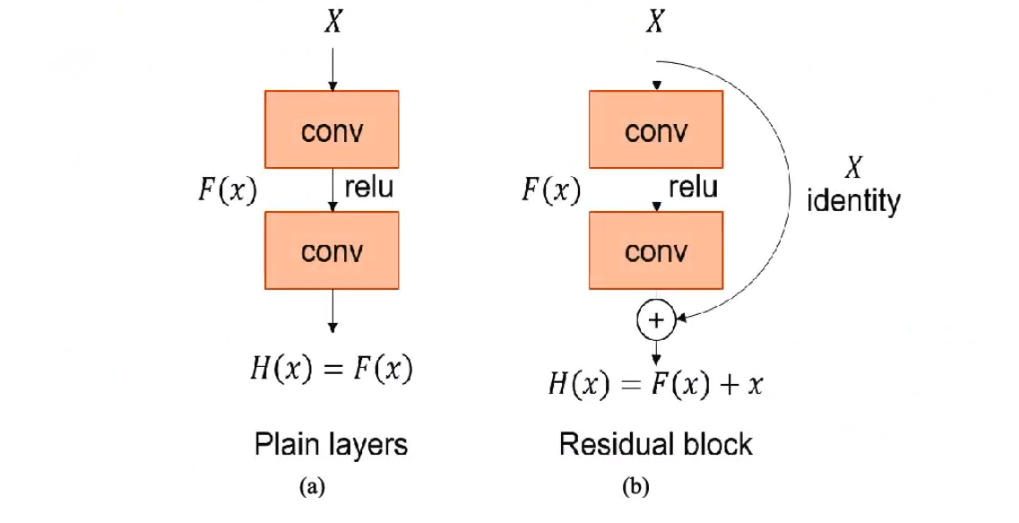 X
conv
F(x)
relu
conv
H(x) = F(x)
Plain layers
(a)
X
conv
F(x)
relu
conv
+
H(x) = F(x) + x
X
identity
Residual block
(b)